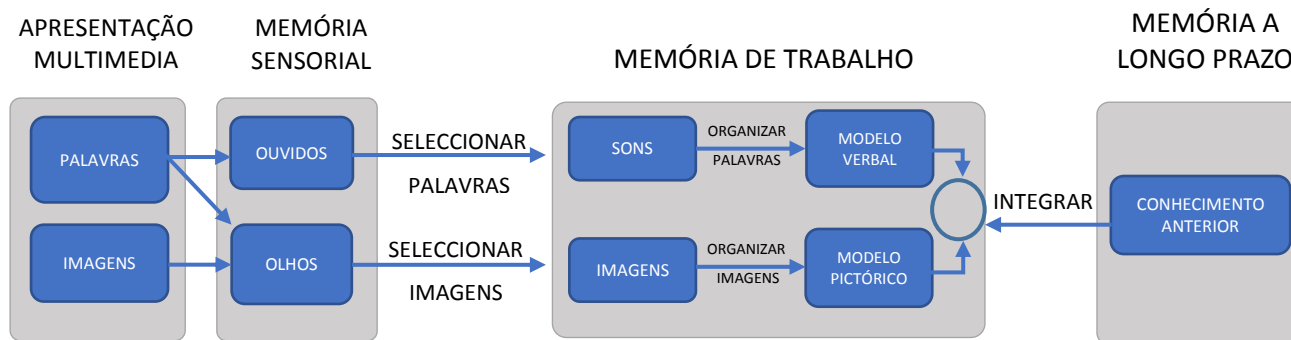 APRESENTAÇÃO
MULTIMEDIA
MEMÓRIA
SENSORIAL
MEMÓRIA DE TRABALHO
MEMÓRIA A
LONGO PRAZO
PALAVRAS
OUVIDOS
SELECCIONAR
PALAVRAS
SONS
ORGANIZAR
PALAVRAS
MODELO
VERBAL
INTEGRAR
CONHECIMENTO
ANTERIOR
IMAGENS
OLHOS
SELECCIONAR
IMAGENS
IMAGENS
ORGANIZAR
IMAGENS
MODELO
PICTÓRICO